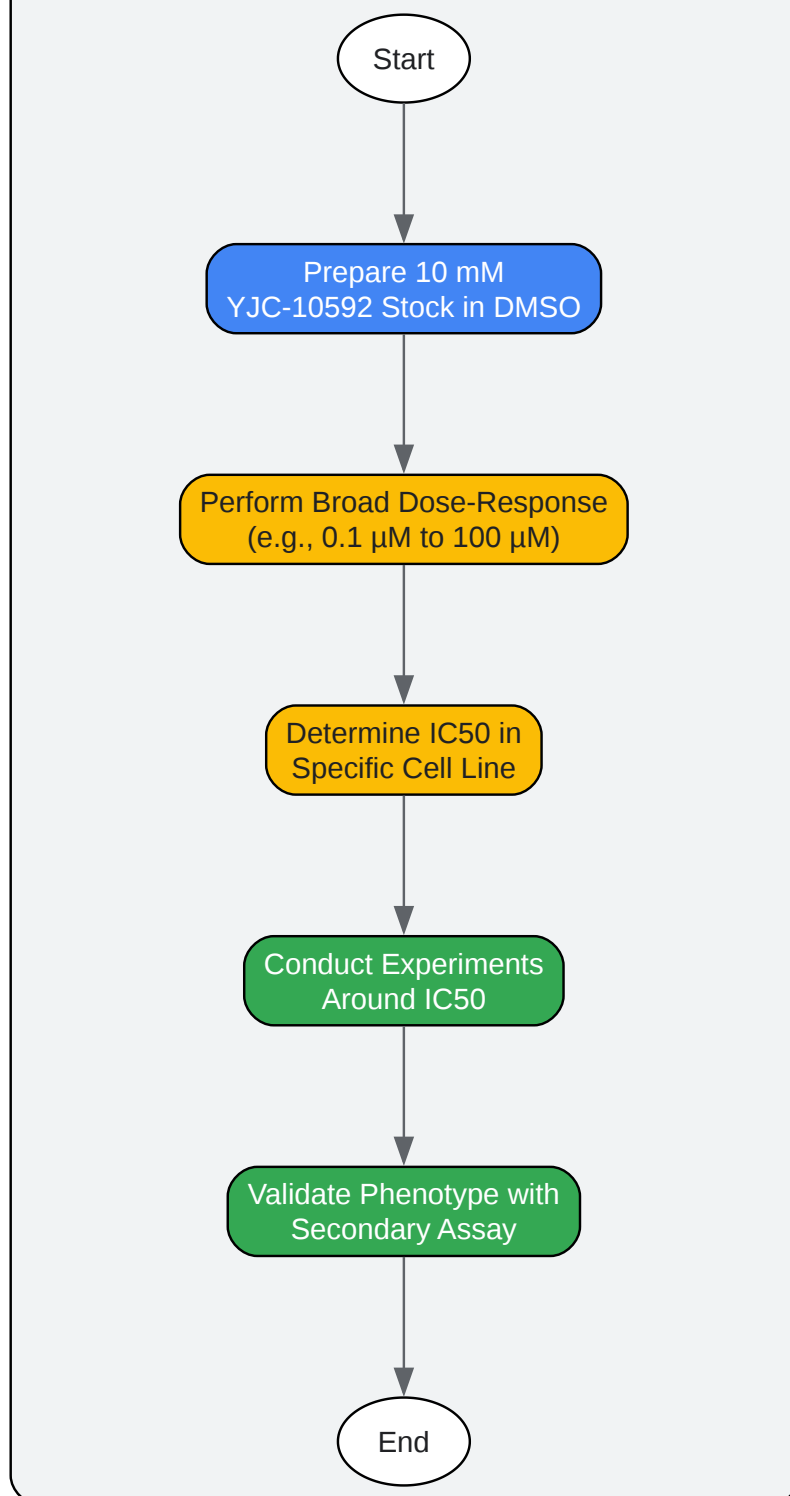 Start
Prepare 10 mM
YJC-10592 Stock in DMSO
Perform Broad Dose-Response
(e.g., 0.1 µM to 100 µM)
Determine IC50 in
Specific Cell Line
Conduct Experiments
Around IC50
Validate Phenotype with
Secondary Assay
End